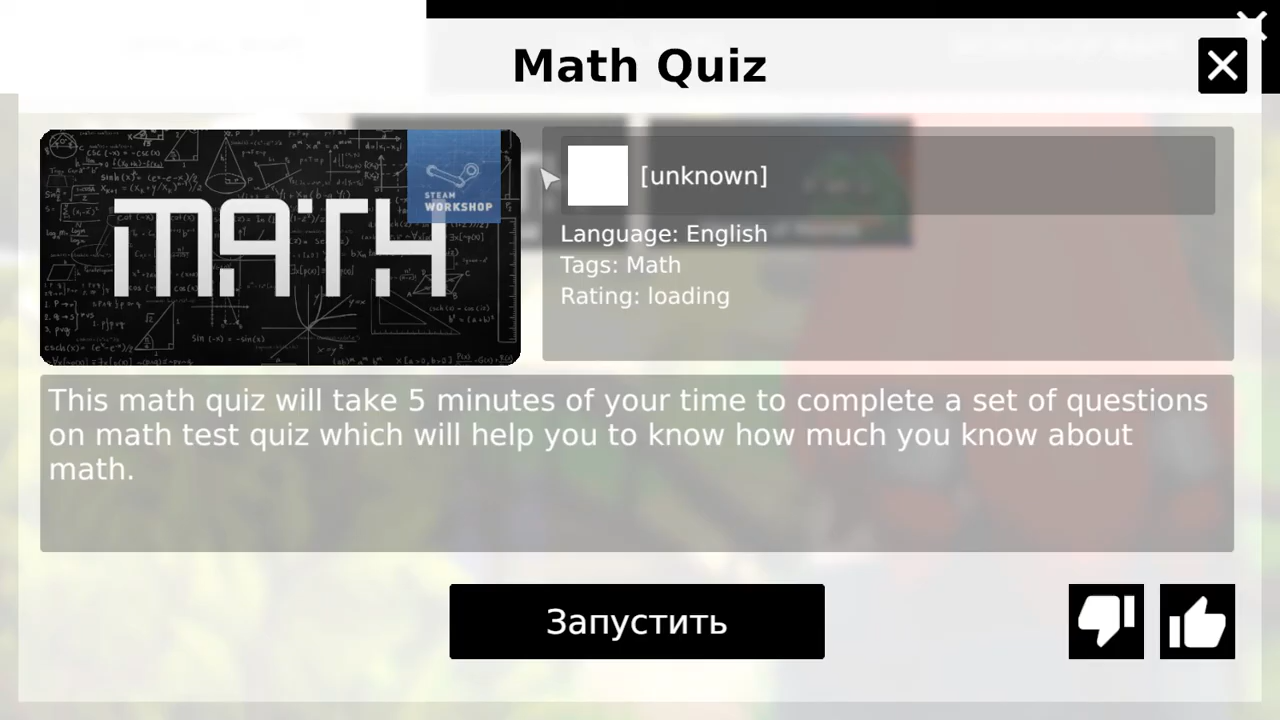 Math Quiz
STEAM
WORKSHOP
MATH
[unknown]
Language: English
Tags: Math
Rating: loading
This math quiz will take 5 minutes of your time to complete a set of questions
on math test quiz which will help you to know how much you know about
math.
Запустить